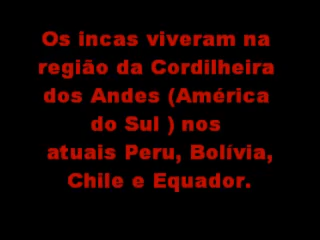 Os incas viveram na
região da Cordilheira
dos Andes (América
do Sul ) nos
atuais Peru, Bolívia,
Chile e Equador.